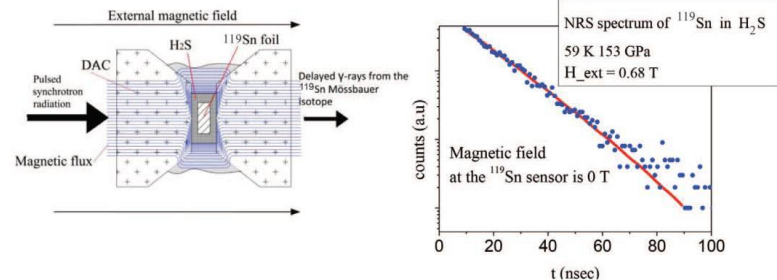 External magnetic field
H₂S
¹¹⁹Sn foil
DAC
Pulsed
synchrotron
radiation
Delayed γ-rays from the
¹¹⁹Sn Mössbauer
isotope
Magnetic flux
NRS spectrum of ¹¹⁹Sn in H₂S
59 K 153 GPa
H_ext = 0.68 T
counts (a.u)
Magnetic field
at the ¹¹⁹Sn sensor is 0 T
0 20 40 60 80 100
t (nsec)